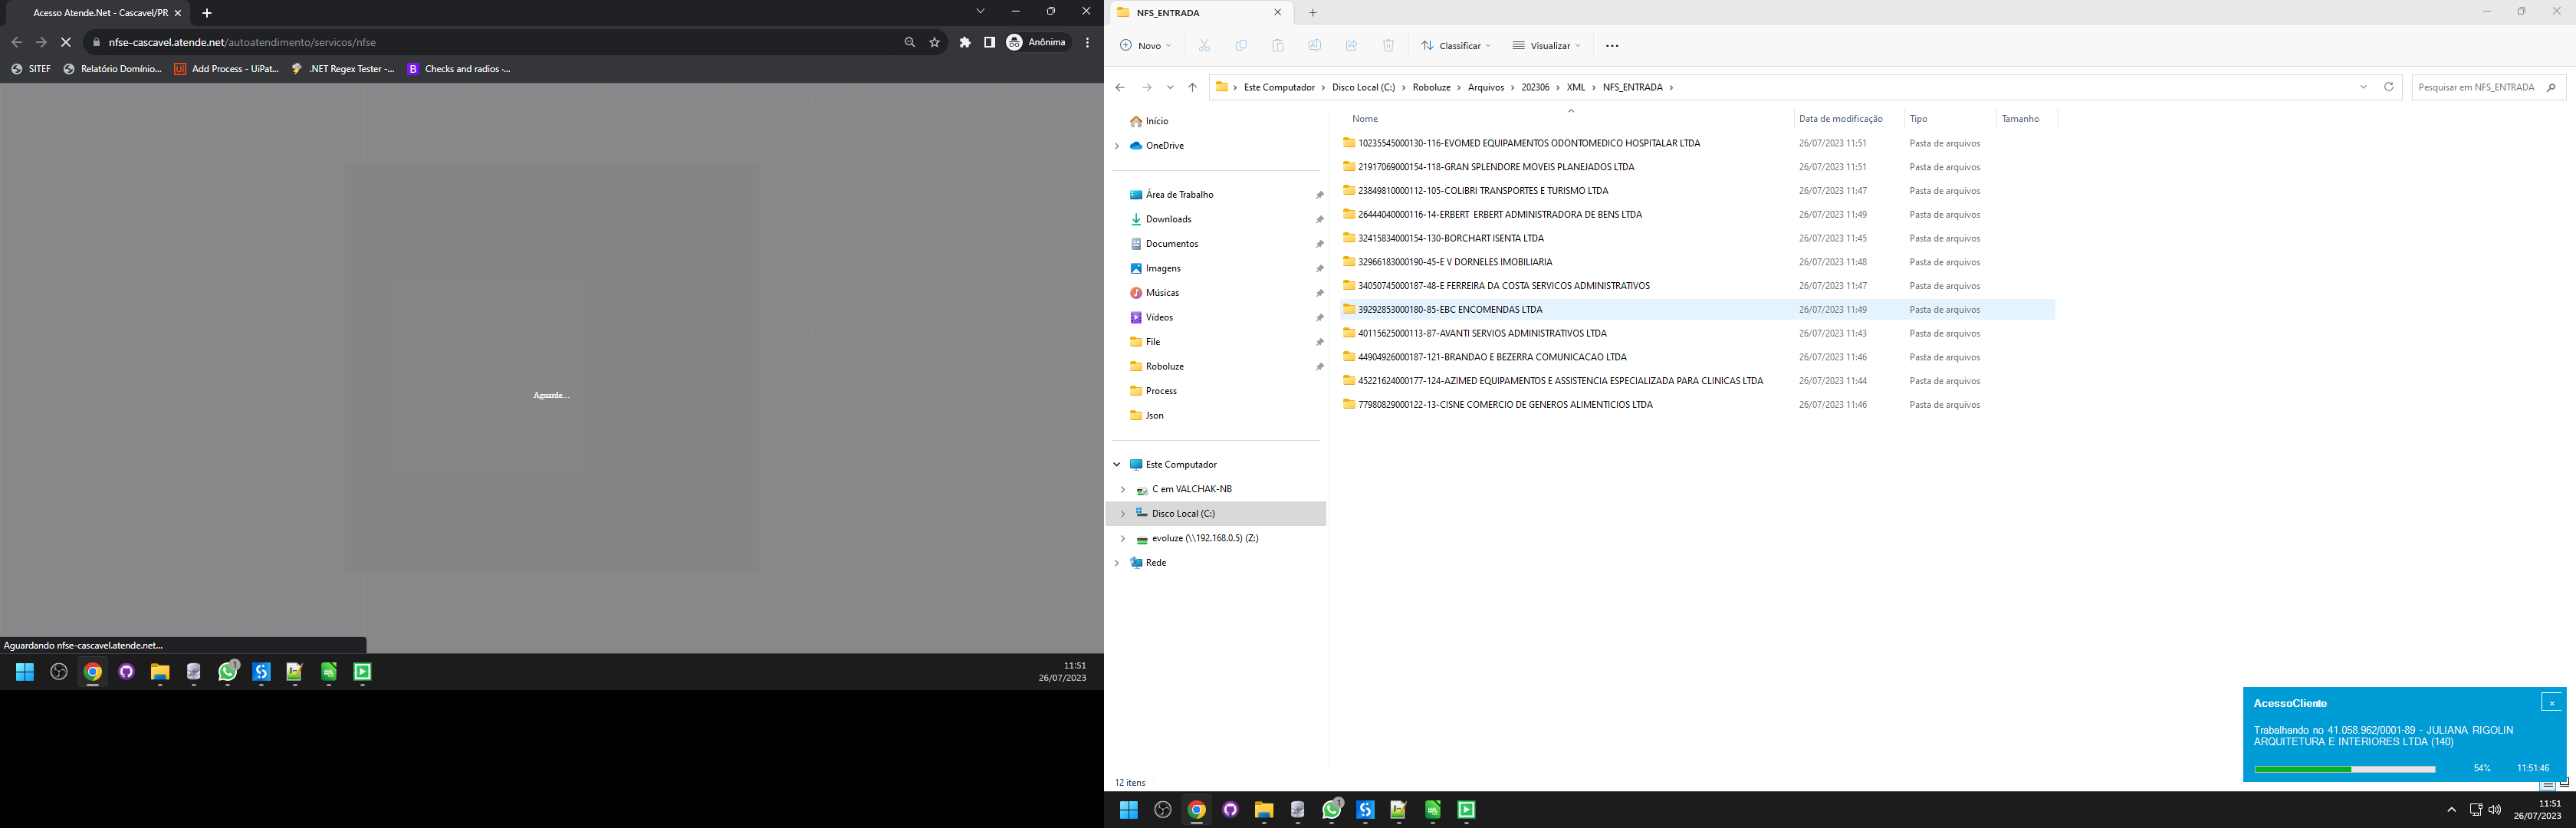 Acesso Atende.Net - Cascavel/PR
nfse-cascavel.atende.net/autoatendimento/servicos/nfse
Anônima
SITEF
Relatório Domínio...
Add Process - UiPat...
.NET Regex Tester -...
Checks and radios ·...
Aguarde...
Aguardando nfse-cascavel.atende.net...
11:51
26/07/2023
NFS_ENTRADA
Novo
Classificar
Visualizar
Este Computador > Disco Local (C:) > Roboluze > Arquivos > 202306 > XML > NFS_ENTRADA >
Pesquisar em NFS_ENTRADA
Início
OneDrive
Área de Trabalho
Downloads
Documentos
Imagens
Músicas
Vídeos
File
Roboluze
Process
Json
Este Computador
C em VALCHAK-NB
Disco Local (C:)
evoluze (\\192.168.0.5) (Z:)
Rede
Nome Data de modificação Tipo Tamanho
10235545000130-116-EVOMED EQUIPAMENTOS ODONTOMEDICO HOSPITALAR LTDA 26/07/2023 11:51 Pasta de arquivos
21917069000154-118-GRAN SPLENDORE MOVEIS PLANEJADOS LTDA 26/07/2023 11:51 Pasta de arquivos
23849810000112-105-COLIBRI TRANSPORTES E TURISMO LTDA 26/07/2023 11:47 Pasta de arquivos
26444040000116-14-ERBERT  ERBERT ADMINISTRADORA DE BENS LTDA 26/07/2023 11:49 Pasta de arquivos
32415834000154-130-BORCHART ISENTA LTDA 26/07/2023 11:45 Pasta de arquivos
32966183000190-45-E V DORNELES IMOBILIARIA 26/07/2023 11:48 Pasta de arquivos
34050745000187-48-E FERREIRA DA COSTA SERVICOS ADMINISTRATIVOS 26/07/2023 11:47 Pasta de arquivos
39292853000180-85-EBC ENCOMENDAS LTDA 26/07/2023 11:49 Pasta de arquivos
40115625000113-87-AVANTI SERVIOS ADMINISTRATIVOS LTDA 26/07/2023 11:43 Pasta de arquivos
44904926000187-121-BRANDAO E BEZERRA COMUNICACAO LTDA 26/07/2023 11:46 Pasta de arquivos
45221624000177-124-AZIMED EQUIPAMENTOS E ASSISTENCIA ESPECIALIZADA PARA CLINICAS LTDA 26/07/2023 11:44 Pasta de arquivos
77980829000122-13-CISNE COMERCIO DE GENEROS ALIMENTICIOS LTDA 26/07/2023 11:46 Pasta de arquivos
12 itens
AcessoCliente
Trabalhando no 41.058.962/0001-89 - JULIANA RIGOLIN
ARQUITETURA E INTERIORES LTDA (140)
54% 11:51:46
11:51
26/07/2023